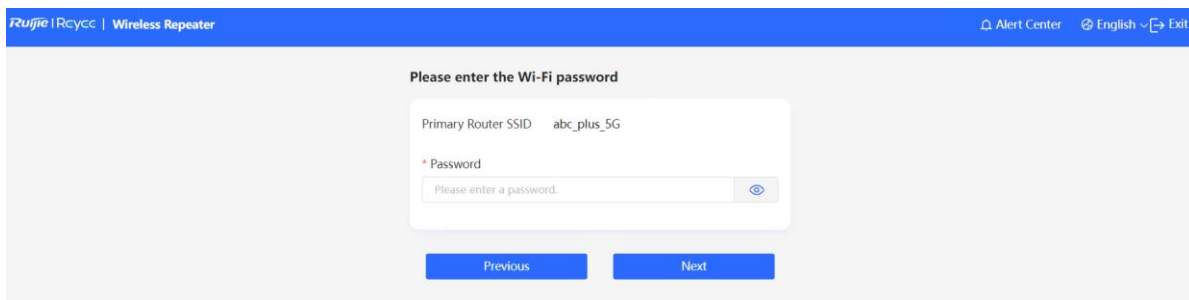 Ruijie | Rcycc | Wireless Repeater Alert Center English Exit
Please enter the Wi-Fi password
Primary Router SSID abc_plus_5G
* Password
Please enter a password.
Previous Next